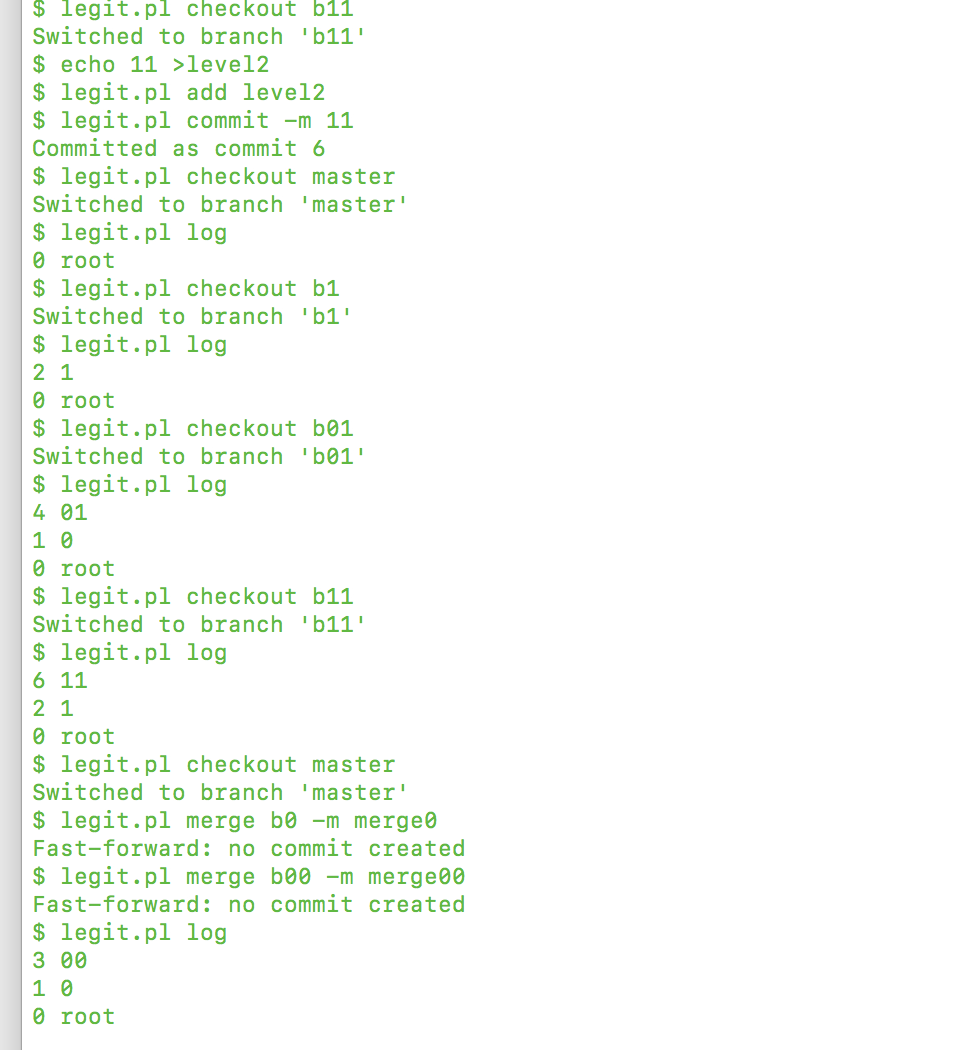 $ legit.pl checkout b11
Switched to branch 'b11'
$ echo 11 >level2
$ legit.pl add level2
$ legit.pl commit -m 11
Committed as commit 6
$ legit.pl checkout master
Switched to branch 'master'
$ legit.pl log
0 root
$ legit.pl checkout b1
Switched to branch 'b1'
$ legit.pl log
2 1
0 root
$ legit.pl checkout b01
Switched to branch 'b01'
$ legit.pl log
4 01
1 0
0 root
$ legit.pl checkout b11
Switched to branch 'b11'
$ legit.pl log
6 11
2 1
0 root
$ legit.pl checkout master
Switched to branch 'master'
$ legit.pl merge b0 -m merge0
Fast-forward: no commit created
$ legit.pl merge b00 -m merge00
Fast-forward: no commit created
$ legit.pl log
3 00
1 0
0 root